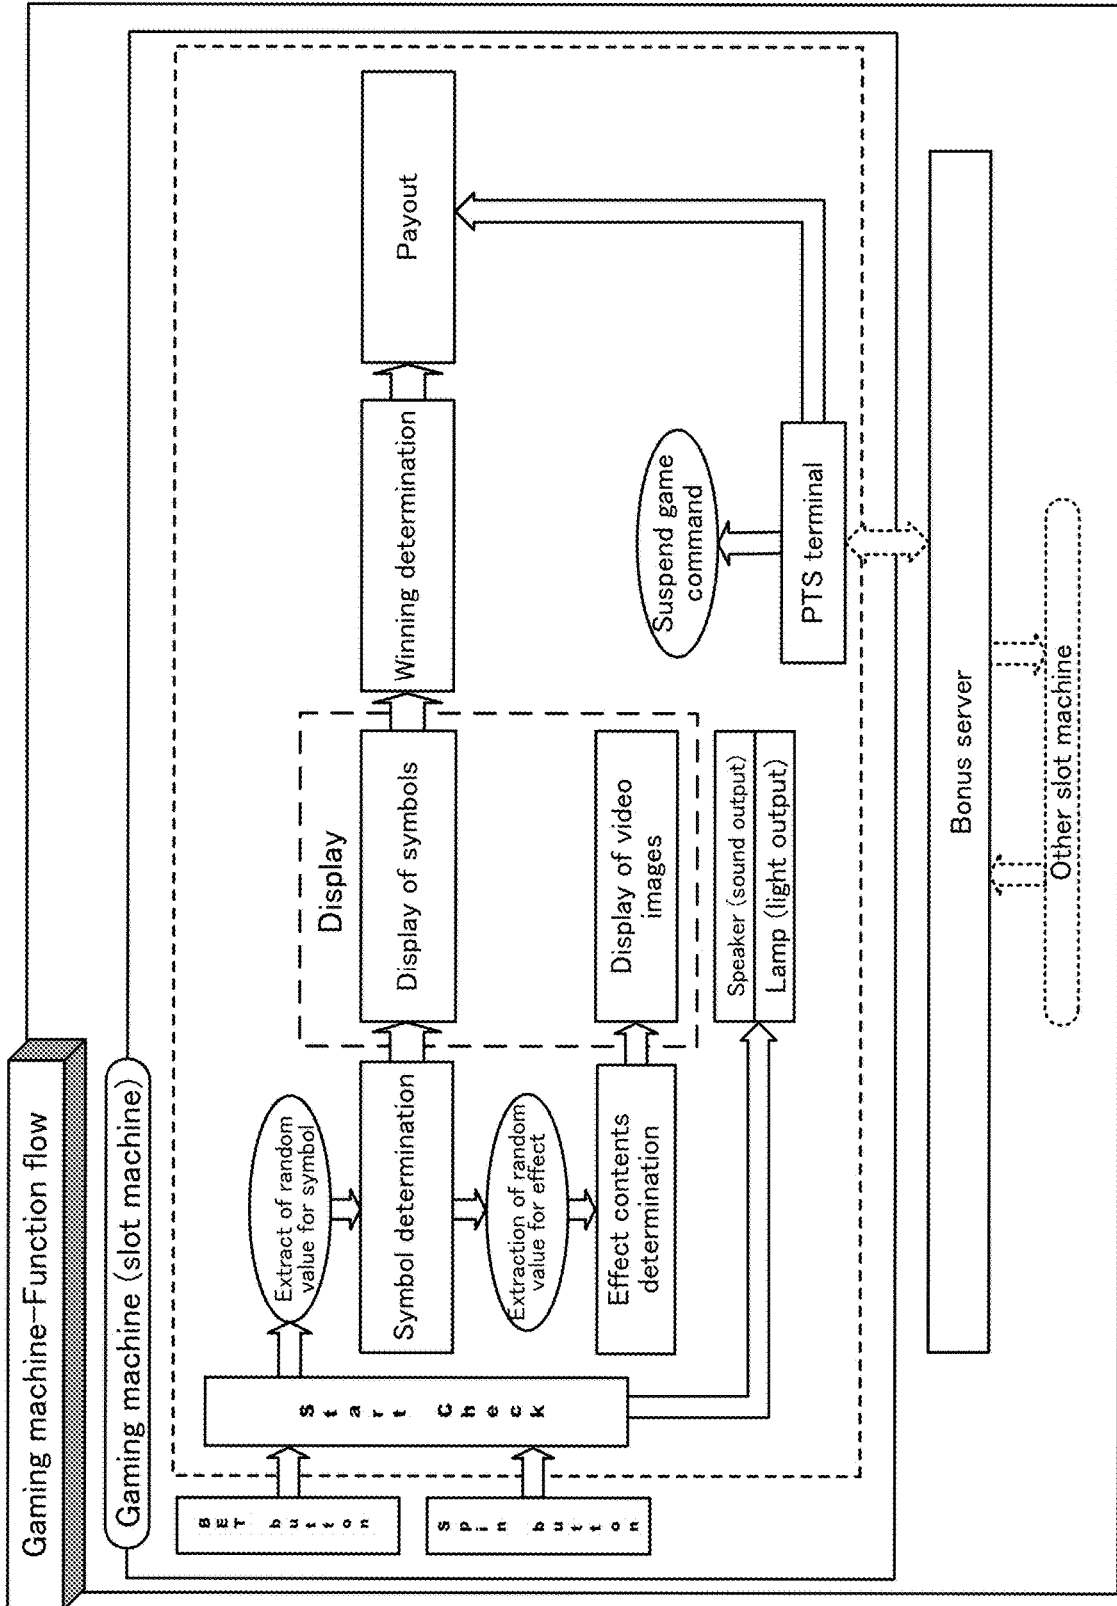 Gaming machine-Function flow
Gaming machine (slot machine)
BET button
Spin button
Start Check
Extract of random
value for symbol
Symbol determination
Extraction of random
value for effect
Effect contents
determination
Display
Display of symbols
Display of video
images
Speaker (sound output)
Lamp (light output)
Winning determination
Payout
Suspend game
command
PTS terminal
Bonus server
Other slot machine